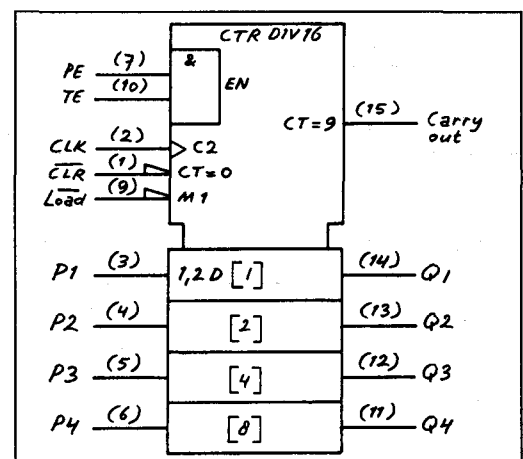 CTR DIV16
PE (7) &
TE (10) EN
CT=9 (15) Carry out
CLK (2) C2
CLR (1) CT=0
Load (9) M1
P1 (3) 1,2D [1] (14) Q1
P2 (4) [2] (13) Q2
P3 (5) [4] (12) Q3
P4 (6) [8] (11) Q4